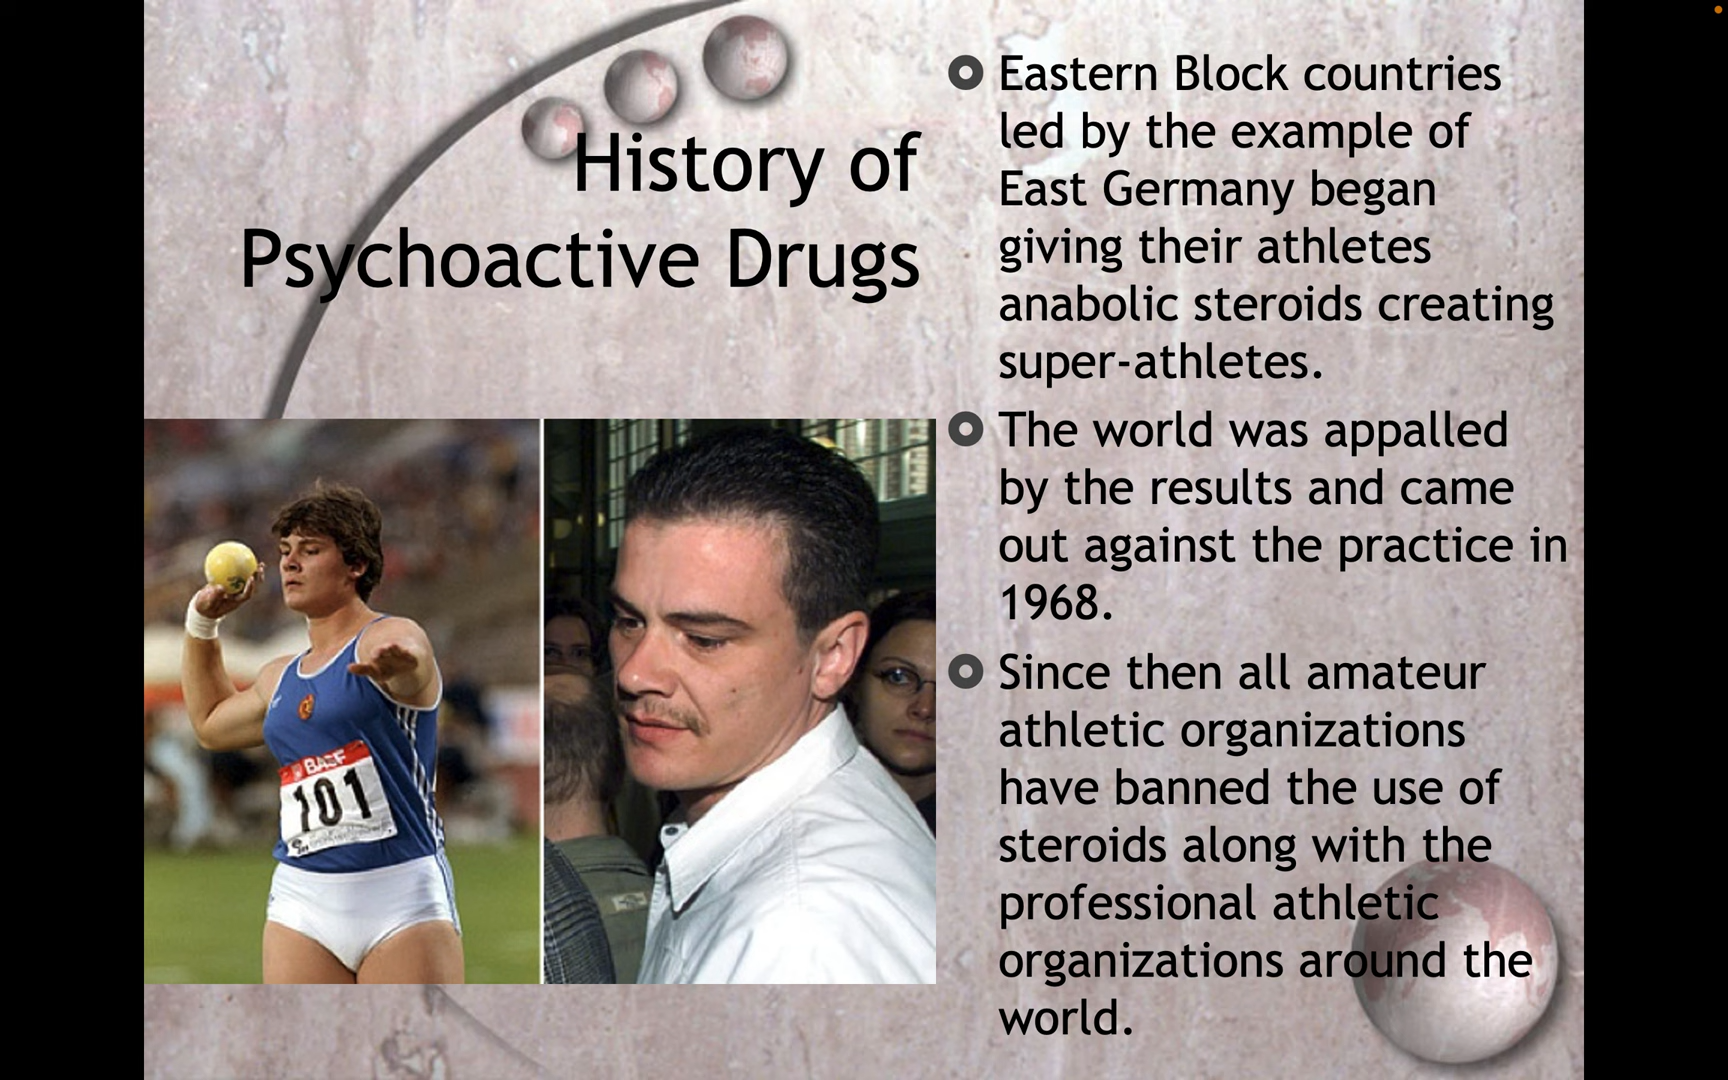 History of
Psychoactive Drugs
Eastern Block countries
led by the example of
East Germany began
giving their athletes
anabolic steroids creating
super-athletes.
The world was appalled
by the results and came
out against the practice in
1968.
Since then all amateur
athletic organizations
have banned the use of
steroids along with the
professional athletic
organizations around the
world.
BASF
101